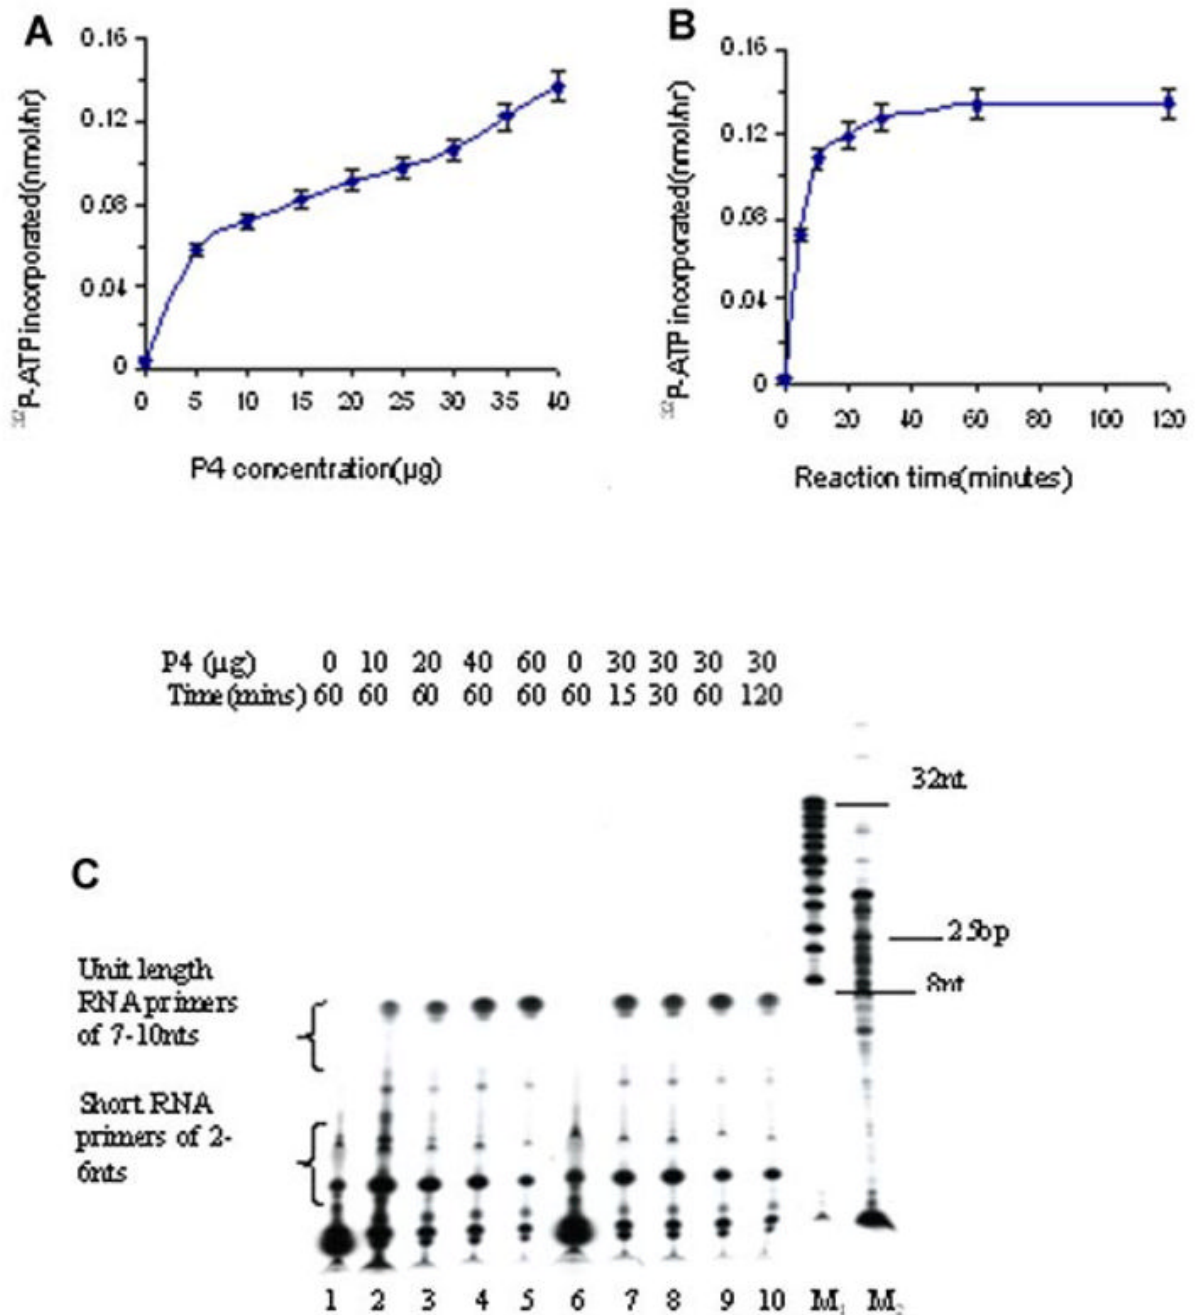 A
0.16
0.12
0.08
0.04
0
32P-ATP incorporated(nmol/hr)
0 5 10 15 20 25 30 35 40
P4 concentration(µg)
B
0.16
0.12
0.08
0.04
0
32P-ATP incorporated(nmol/hr)
0 20 40 60 80 100 120
Reaction time(minutes)
P4 (µg) 0 10 20 40 60 0 30 30 30 30
Time(mins) 60 60 60 60 60 60 15 30 60 120
C
32nt
25bp
8nt
Unit length
RNA primers
of 7-10nts
Short RNA
primers of 2-
6nts
1 2 3 4 5 6 7 8 9 10 M1 M2